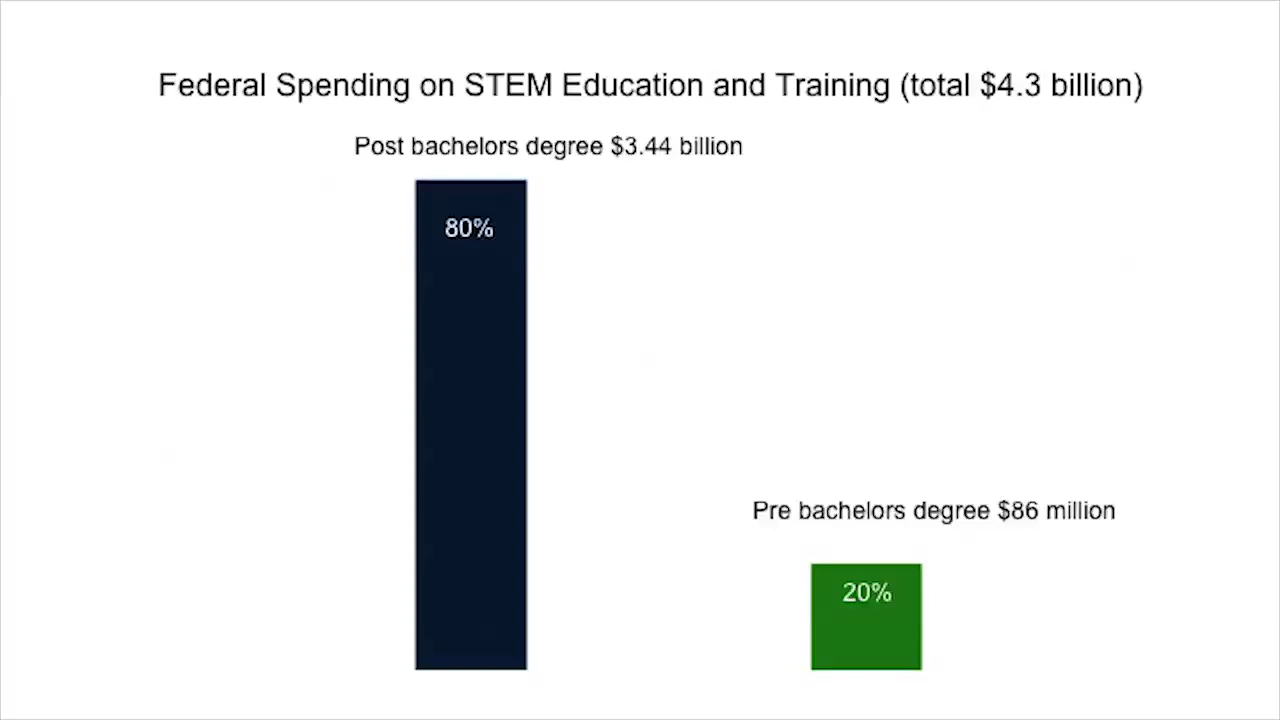 Federal Spending on STEM Education and Training (total $4.3 billion)
Post bachelors degree $3.44 billion
80%
Pre bachelors degree $86 million
20%